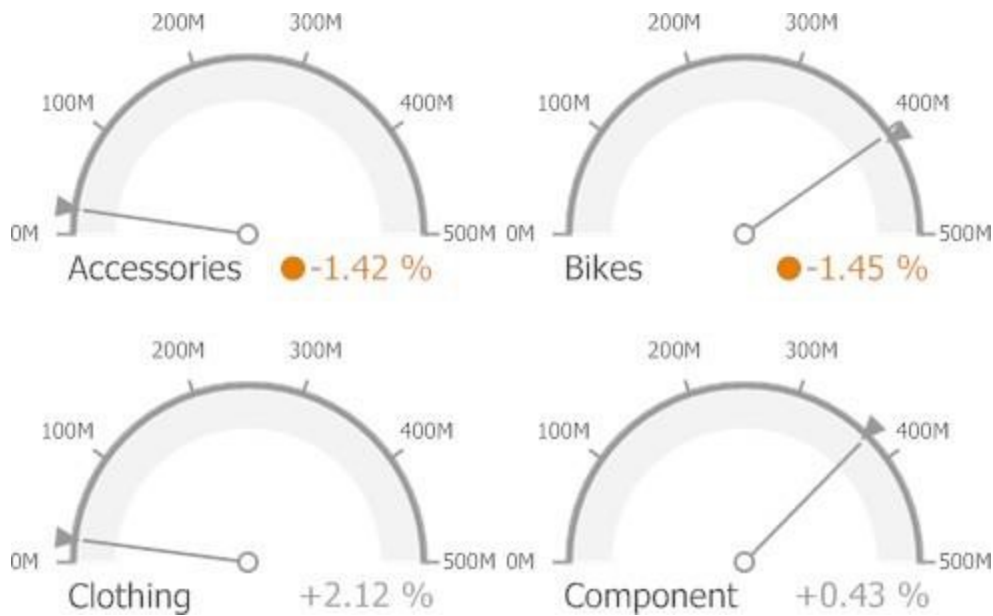 200M 300M 200M 300M
100M 400M 100M 400M
0M 500M 0M 500M
Accessories -1.42 % Bikes -1.45 %
200M 300M 200M 300M
100M 400M 100M 400M
0M 500M 0M 500M
Clothing +2.12 % Component +0.43 %